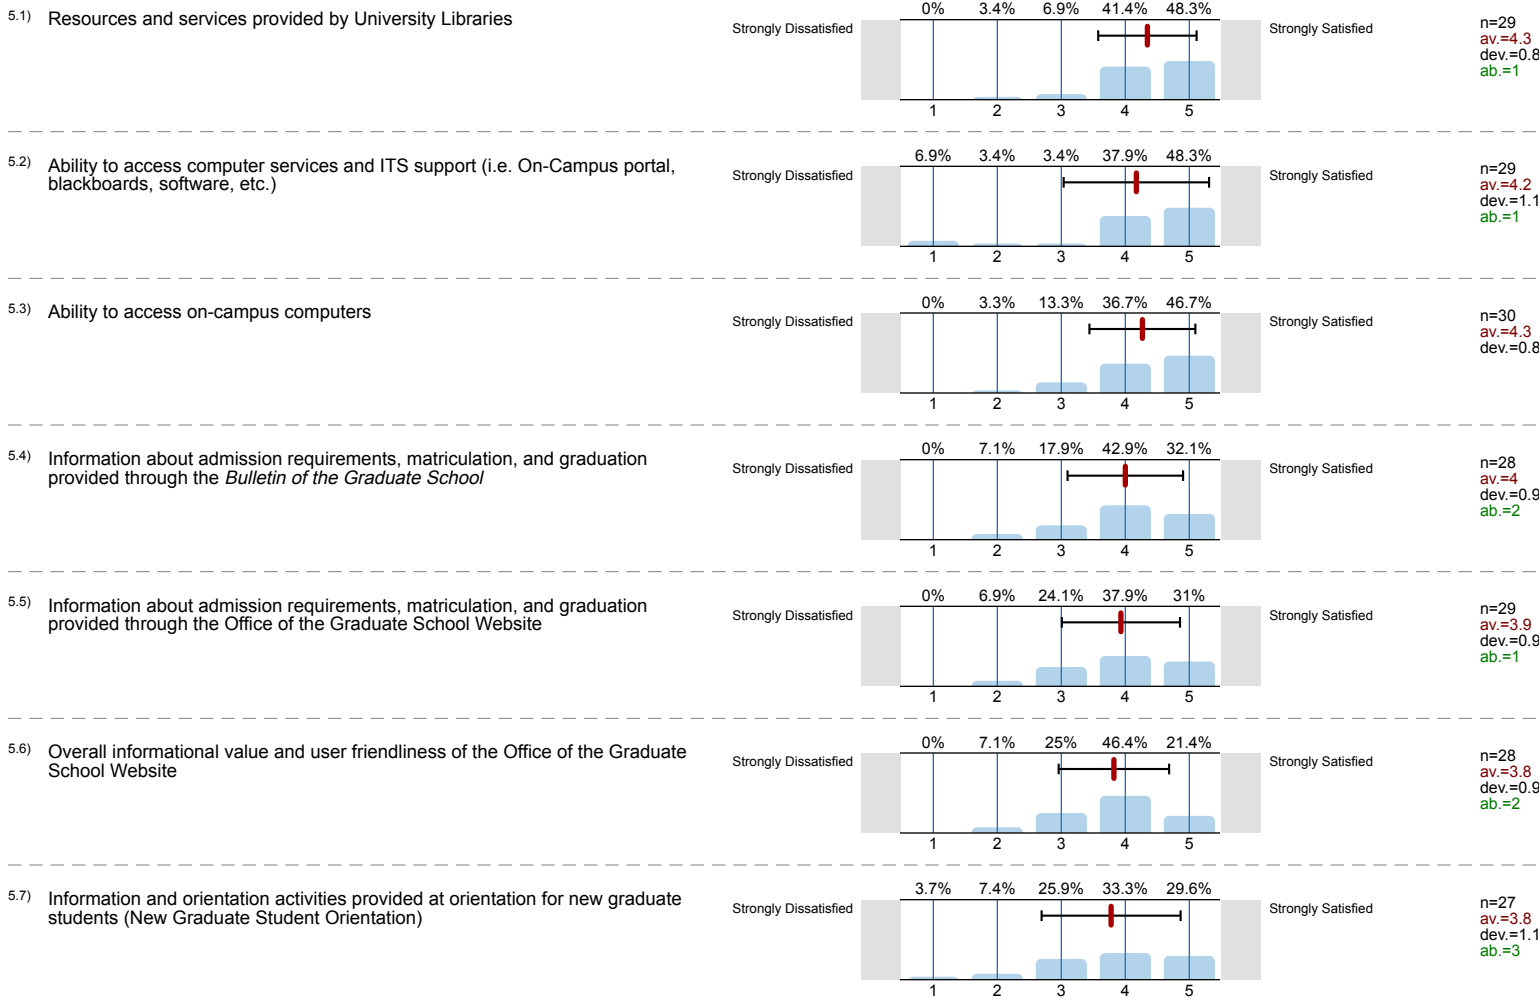 5.1) Resources and services provided by University Libraries
Strongly Dissatisfied
0% 3.4% 6.9% 41.4% 48.3%
1 2 3 4 5
Strongly Satisfied
n=29
av.=4.3
dev.=0.8
ab.=1
5.2) Ability to access computer services and ITS support (i.e. On-Campus portal,
blackboards, software, etc.)
Strongly Dissatisfied
6.9% 3.4% 3.4% 37.9% 48.3%
1 2 3 4 5
Strongly Satisfied
n=29
av.=4.2
dev.=1.1
ab.=1
5.3) Ability to access on-campus computers
Strongly Dissatisfied
0% 3.3% 13.3% 36.7% 46.7%
1 2 3 4 5
Strongly Satisfied
n=30
av.=4.3
dev.=0.8
5.4) Information about admission requirements, matriculation, and graduation
provided through the Bulletin of the Graduate School
Strongly Dissatisfied
0% 7.1% 17.9% 42.9% 32.1%
1 2 3 4 5
Strongly Satisfied
n=28
av.=4
dev.=0.9
ab.=2
5.5) Information about admission requirements, matriculation, and graduation
provided through the Office of the Graduate School Website
Strongly Dissatisfied
0% 6.9% 24.1% 37.9% 31%
1 2 3 4 5
Strongly Satisfied
n=29
av.=3.9
dev.=0.9
ab.=1
5.6) Overall informational value and user friendliness of the Office of the Graduate
School Website
Strongly Dissatisfied
0% 7.1% 25% 46.4% 21.4%
1 2 3 4 5
Strongly Satisfied
n=28
av.=3.8
dev.=0.9
ab.=2
5.7) Information and orientation activities provided at orientation for new graduate
students (New Graduate Student Orientation)
Strongly Dissatisfied
3.7% 7.4% 25.9% 33.3% 29.6%
1 2 3 4 5
Strongly Satisfied
n=27
av.=3.8
dev.=1.1
ab.=3